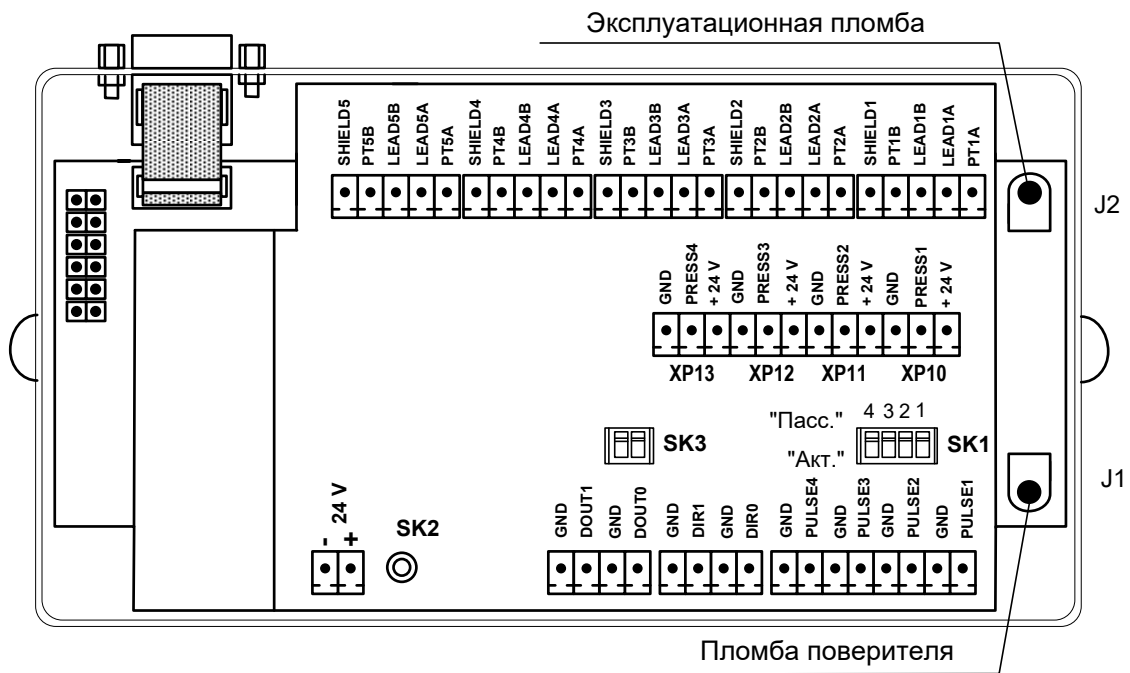 Эксплуатационная пломба
SHIELD5 PT5B LEAD5B LEAD5A PT5A SHIELD4 PT4B LEAD4B LEAD4A PT4A SHIELD3 PT3B LEAD3B LEAD3A PT3A SHIELD2 PT2B LEAD2B LEAD2A PT2A SHIELD1 PT1B LEAD1B LEAD1A PT1A
J2
GND PRESS4 + 24 V GND PRESS3 + 24 V GND PRESS2 + 24 V GND PRESS1 + 24 V
XP13 XP12 XP11 XP10
"Пасс." 4 3 2 1
SK3 SK1
"Акт."
J1
- + 24 V
SK2
GND DOUT1 GND DOUT0 GND DIR1 GND DIR0 GND PULSE4 GND PULSE3 GND PULSE2 GND PULSE1
Пломба поверителя